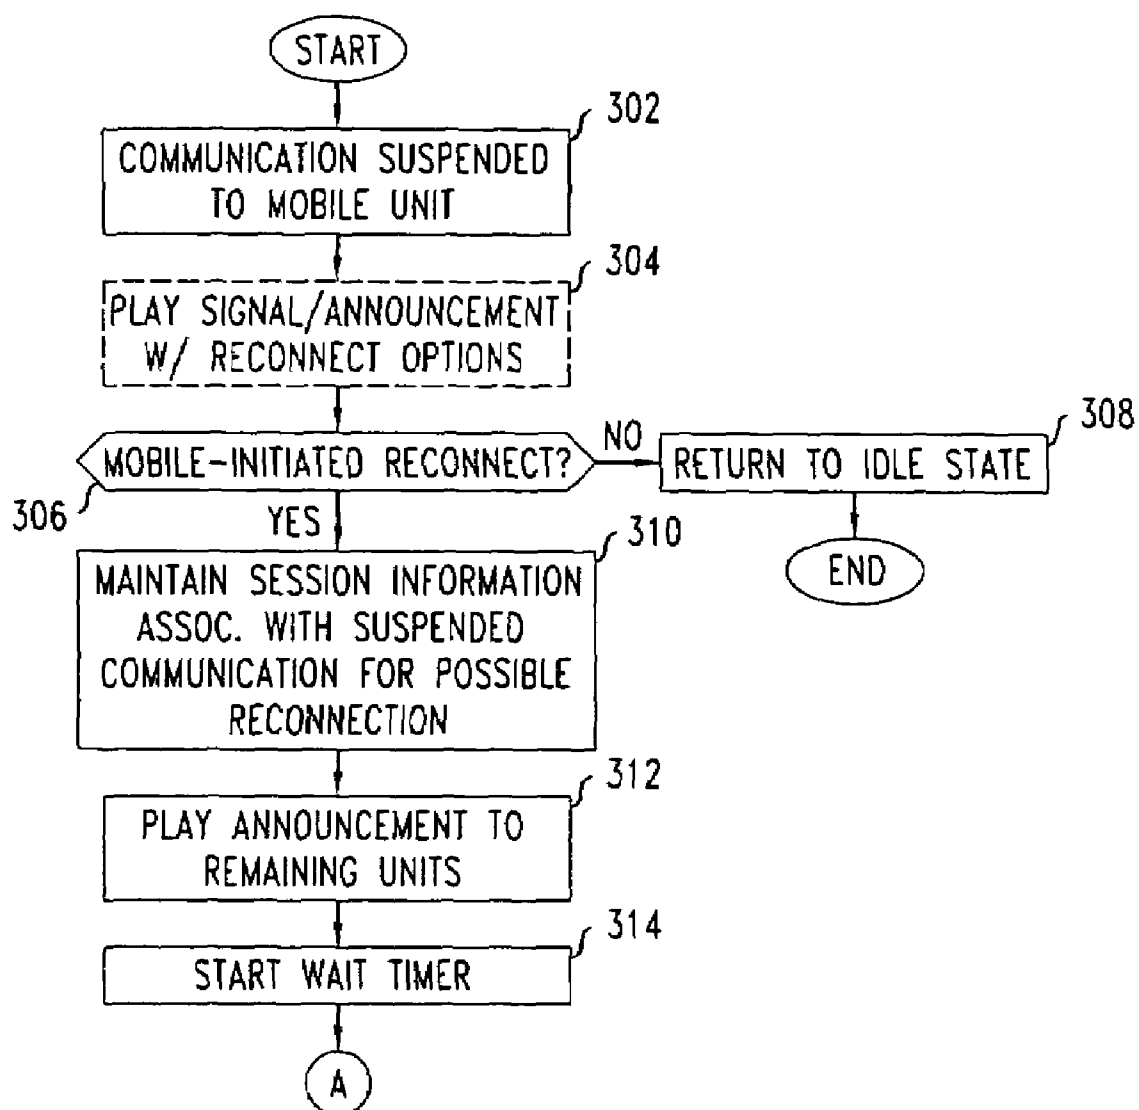 START
302
COMMUNICATION SUSPENDED
TO MOBILE UNIT
304
PLAY SIGNAL/ANNOUNCEMENT
W/ RECONNECT OPTIONS
306
MOBILE-INITIATED RECONNECT?
NO
308
RETURN TO IDLE STATE
END
YES
310
MAINTAIN SESSION INFORMATION
ASSOC. WITH SUSPENDED
COMMUNICATION FOR POSSIBLE
RECONNECTION
312
PLAY ANNOUNCEMENT TO
REMAINING UNITS
314
START WAIT TIMER
A